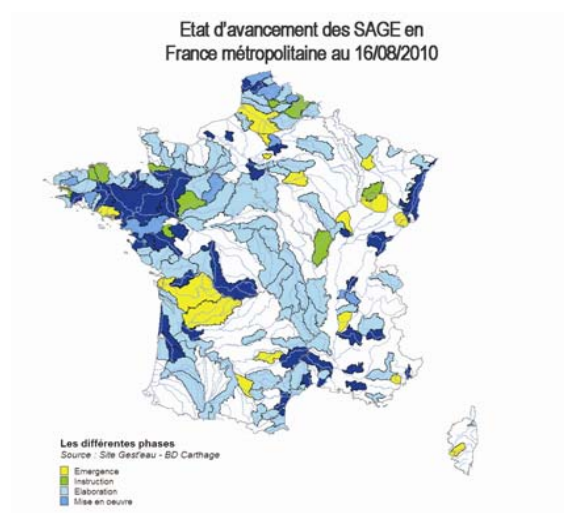 Etat d'avancement des SAGE en
France métropolitaine au 16/08/2010
Les différentes phases
Source : Site Gest'eau - BD Carthage
Emergence
Instruction
Elaboration
Mise en oeuvre